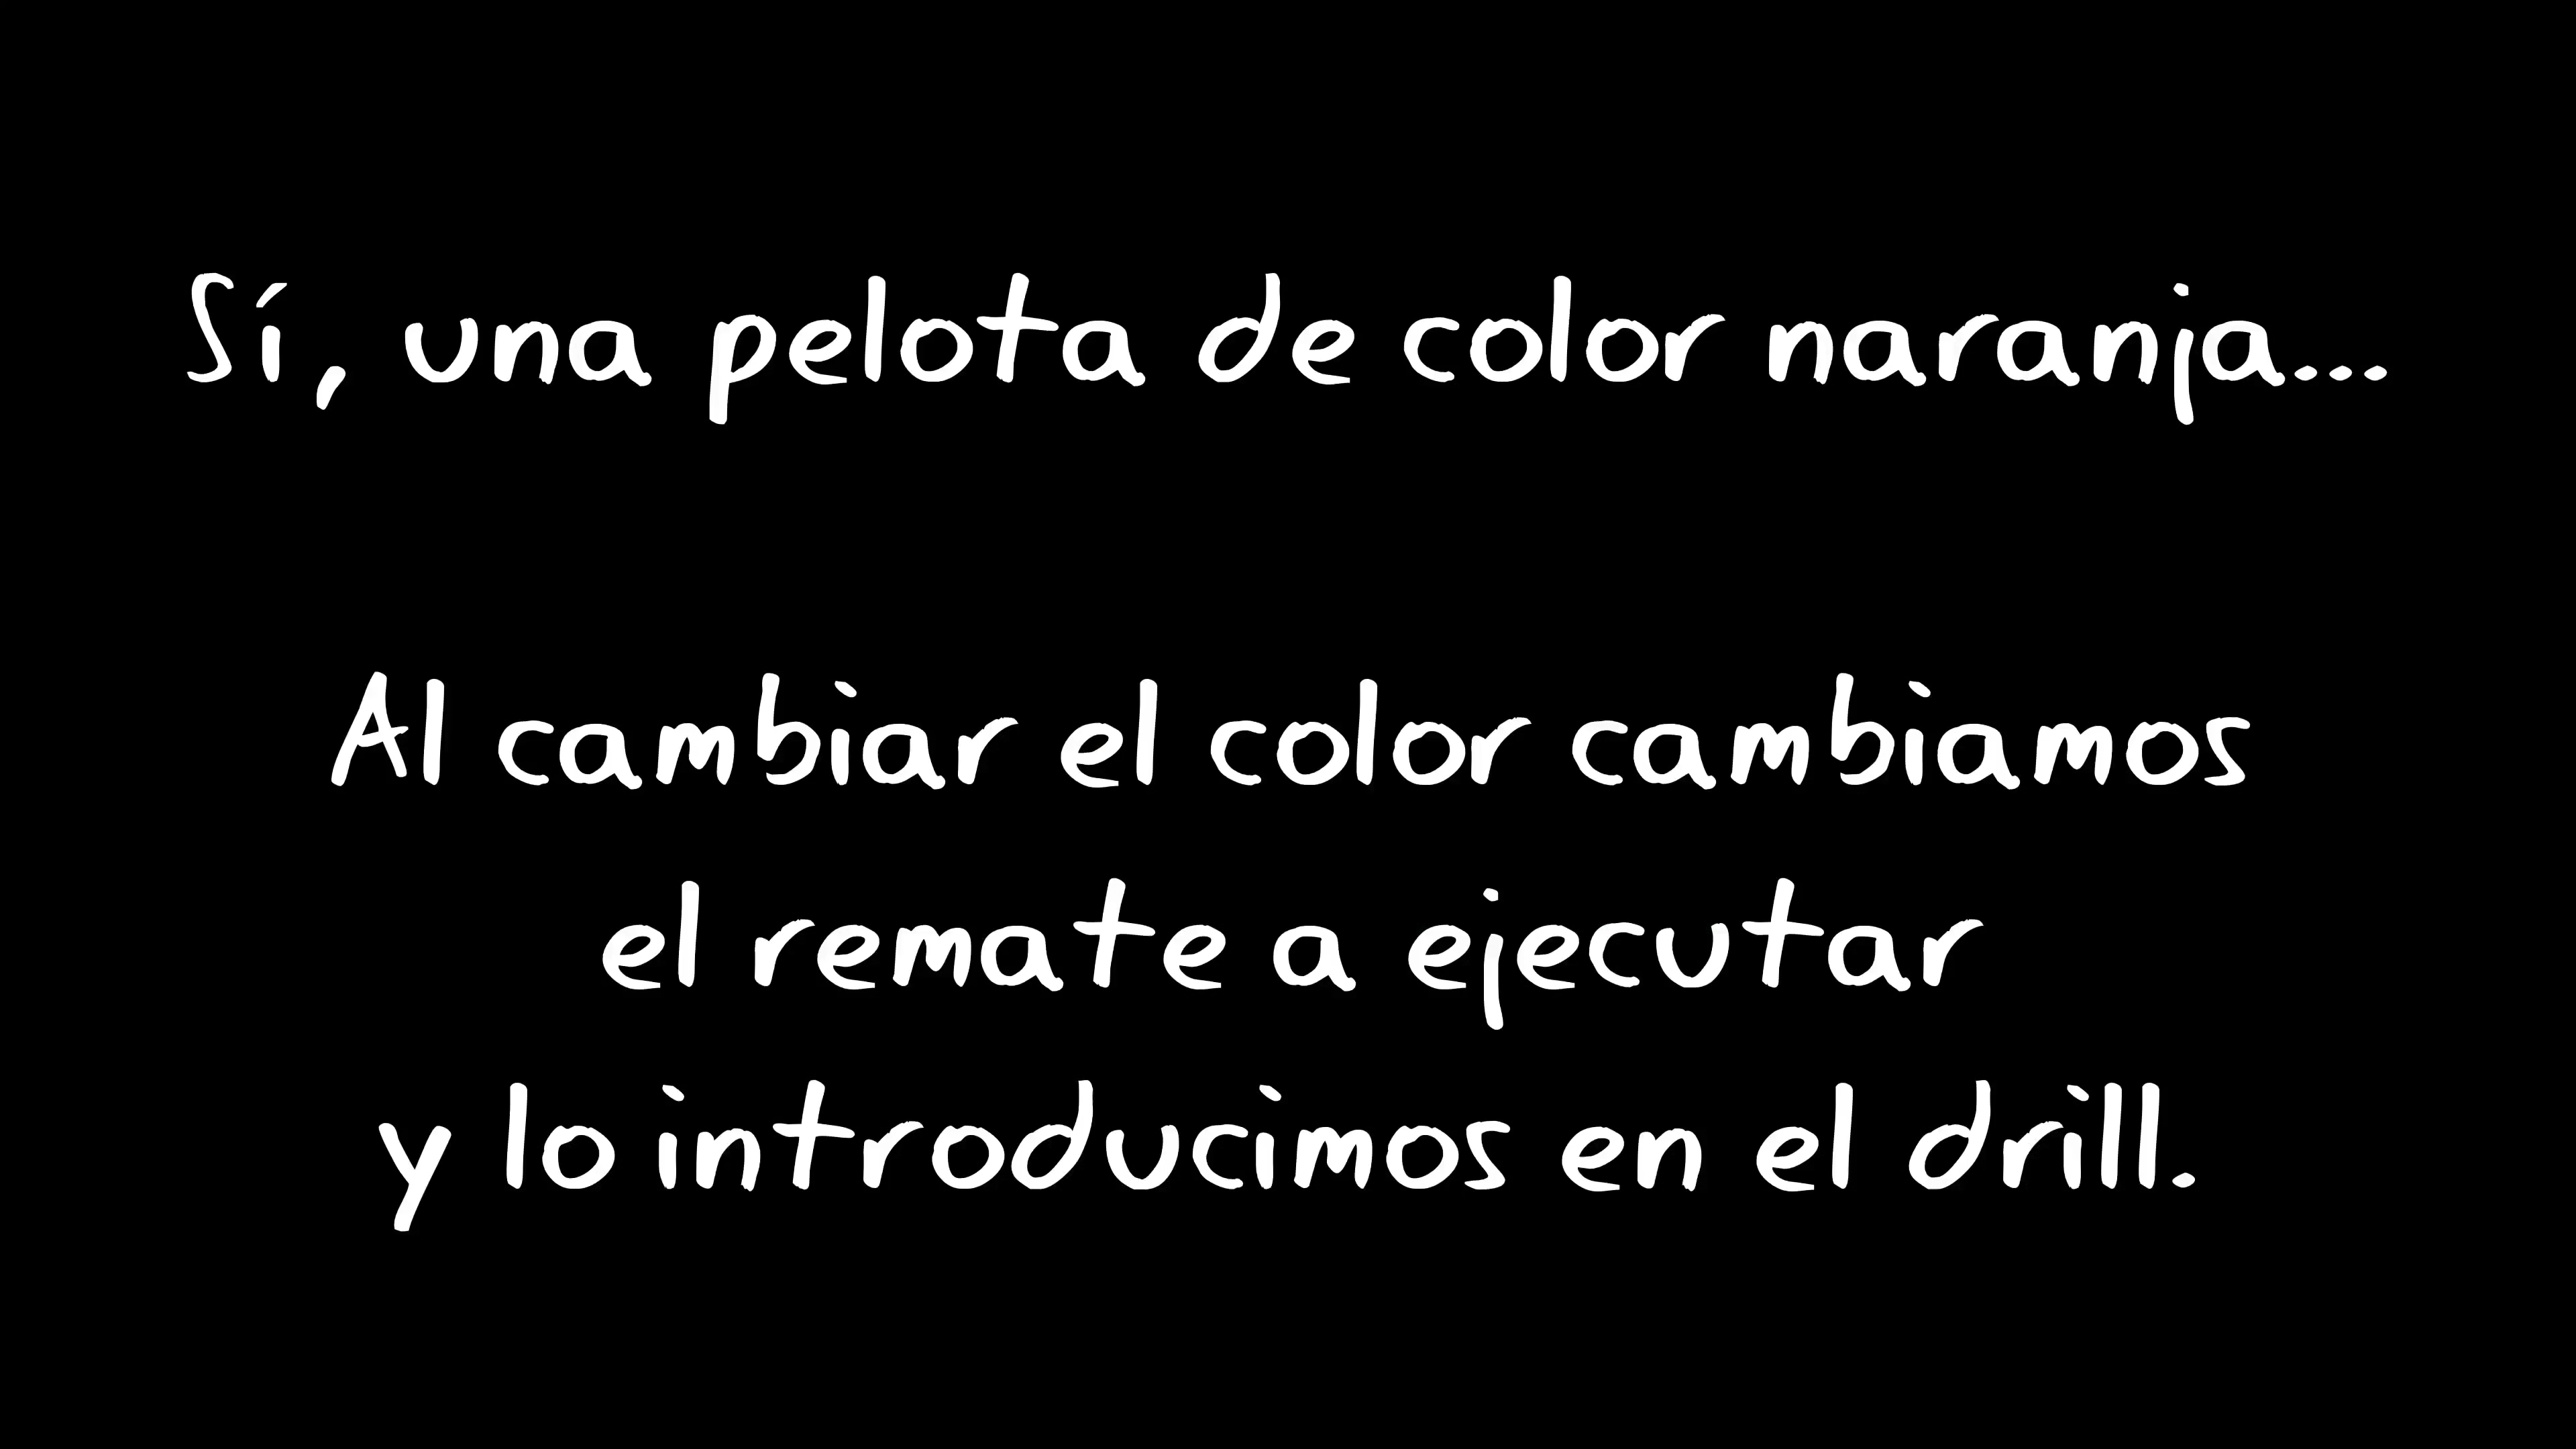 Sí, una pelota de color naranja...
Al cambiar el color cambiamos
el remate a ejecutar
y lo introducimos en el drill.